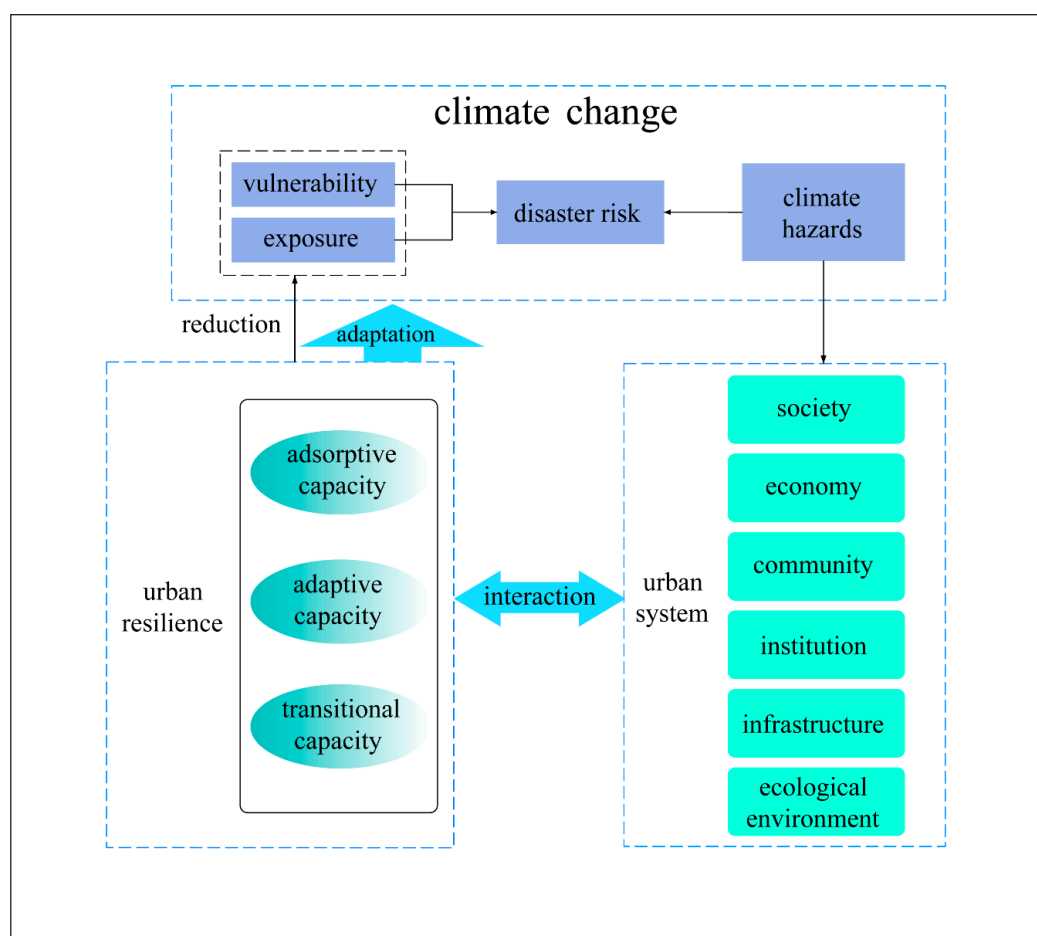 climate change
vulnerability
exposure
disaster risk
climate
hazards
reduction
adaptation
urban
resilience
adsorptive
capacity
adaptive
capacity
transitional
capacity
interaction
urban
system
society
economy
community
institution
infrastructure
ecological
environment